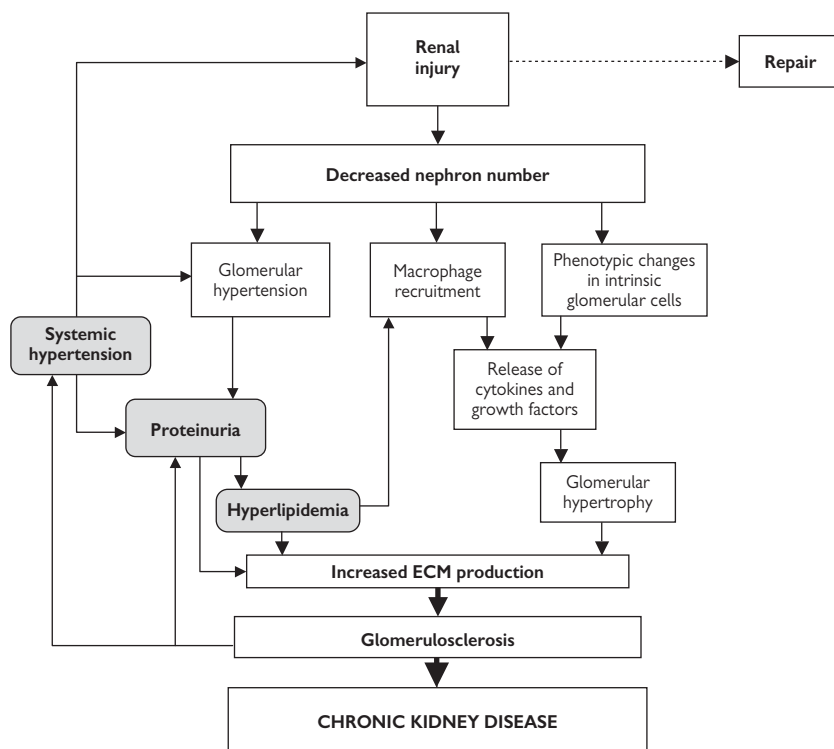 Renal
injury
Repair
Decreased nephron number
Glomerular
hypertension
Macrophage
recruitment
Phenotypic changes
in intrinsic
glomerular cells
Systemic
hypertension
Release of
cytokines and
growth factors
Proteinuria
Glomerular
hypertrophy
Hyperlipidemia
Increased ECM production
Glomerulosclerosis
CHRONIC KIDNEY DISEASE